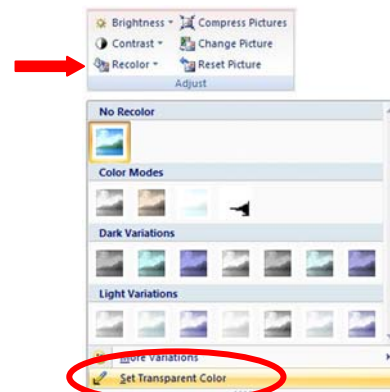 Brightness
Compress Pictures
Contrast
Change Picture
Recolor
Reset Picture
Adjust
No Recolor
Color Modes
Dark Variations
Light Variations
More Variations
Set Transparent Color